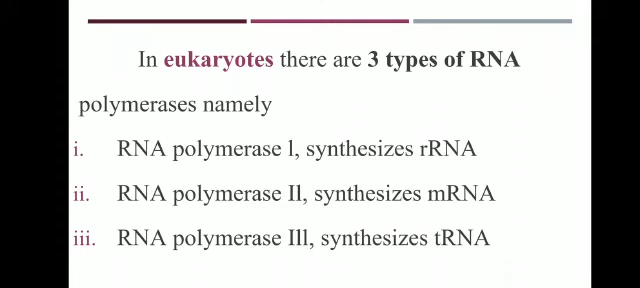 In eukaryotes there are 3 types of RNA
polymerases namely
i. RNA polymerase l, synthesizes rRNA
ii. RNA polymerase Il, synthesizes mRNA
iii. RNA polymerase Ill, synthesizes tRNA